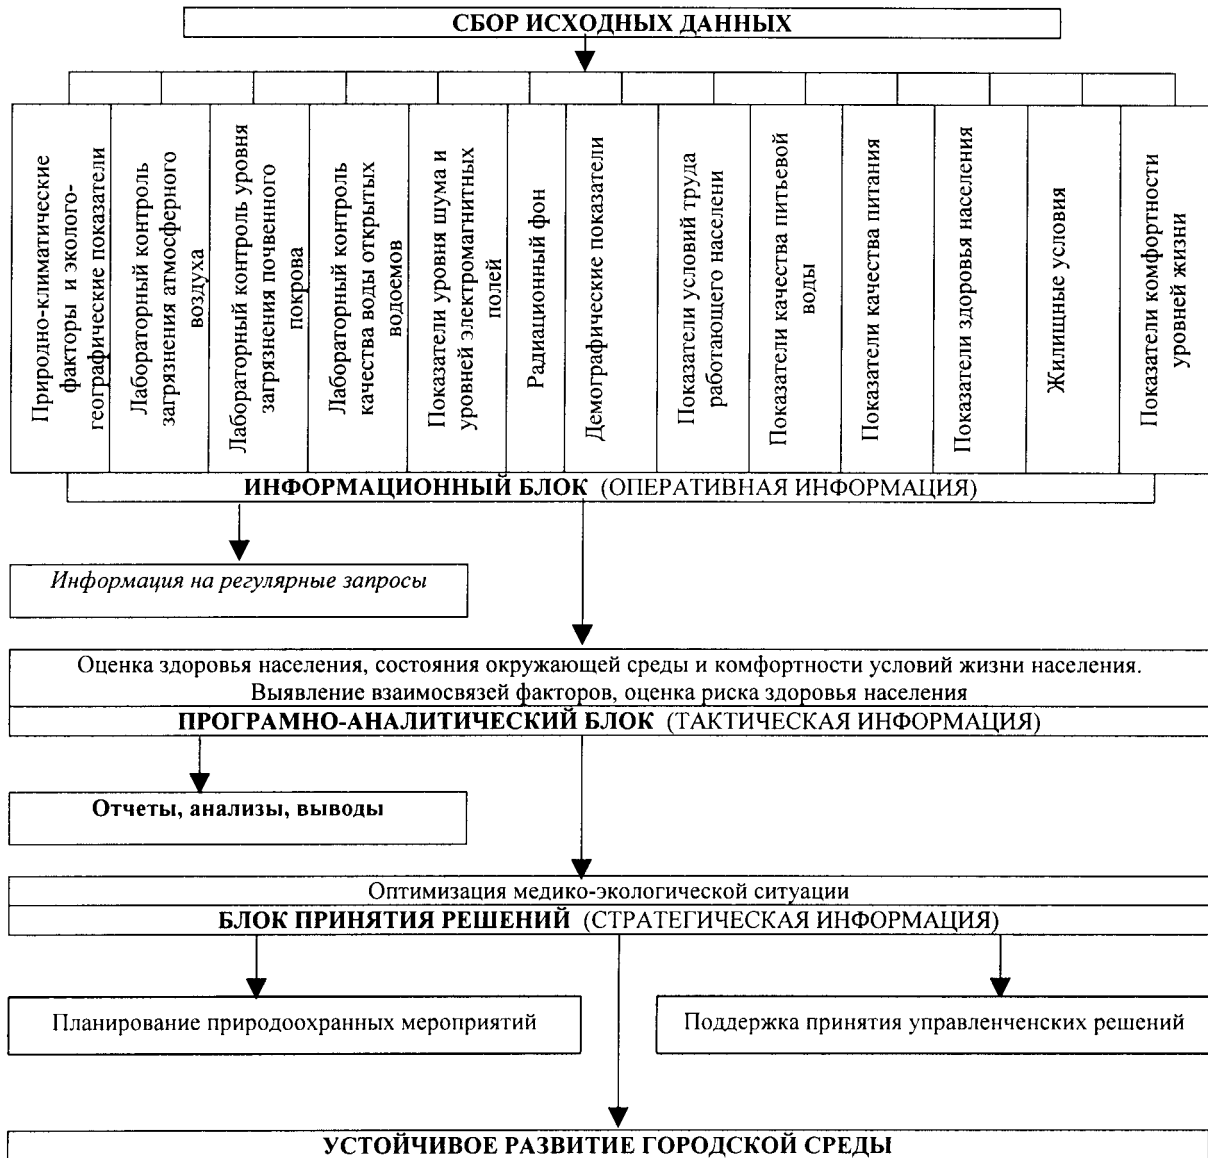 СБОР ИСХОДНЫХ ДАННЫХ
Природно-климатические
факторы и эколого-
географические показатели
Лабораторный контроль
загрязнения атмосферного
воздуха
Лабораторный контроль уровня
загрязнения почвенного
покрова
Лабораторный контроль
качества воды открытых
водоемов
Показатели уровня шума и
уровней электромагнитных
полей
Радиационный фон
Демографические показатели
Показатели условий труда
работающего населени
Показатели качества питьевой
воды
Показатели качества питания
Показатели здоровья населения
Жилищные условия
Показатели комфортности
уровней жизни
ИНФОРМАЦИОННЫЙ БЛОК (ОПЕРАТИВНАЯ ИНФОРМАЦИЯ)
Информация на регулярные запросы
Оценка здоровья населения, состояния окружающей среды и комфортности условий жизни населения.
Выявление взаимосвязей факторов, оценка риска здоровья населения
ПРОГРАМНО-АНАЛИТИЧЕСКИЙ БЛОК (ТАКТИЧЕСКАЯ ИНФОРМАЦИЯ)
Отчеты, анализы, выводы
Оптимизация медико-экологической ситуации
БЛОК ПРИНЯТИЯ РЕШЕНИЙ (СТРАТЕГИЧЕСКАЯ ИНФОРМАЦИЯ)
Планирование природоохранных мероприятий
Поддержка принятия управленченских решений
УСТОЙЧИВОЕ РАЗВИТИЕ ГОРОДСКОЙ СРЕДЫ